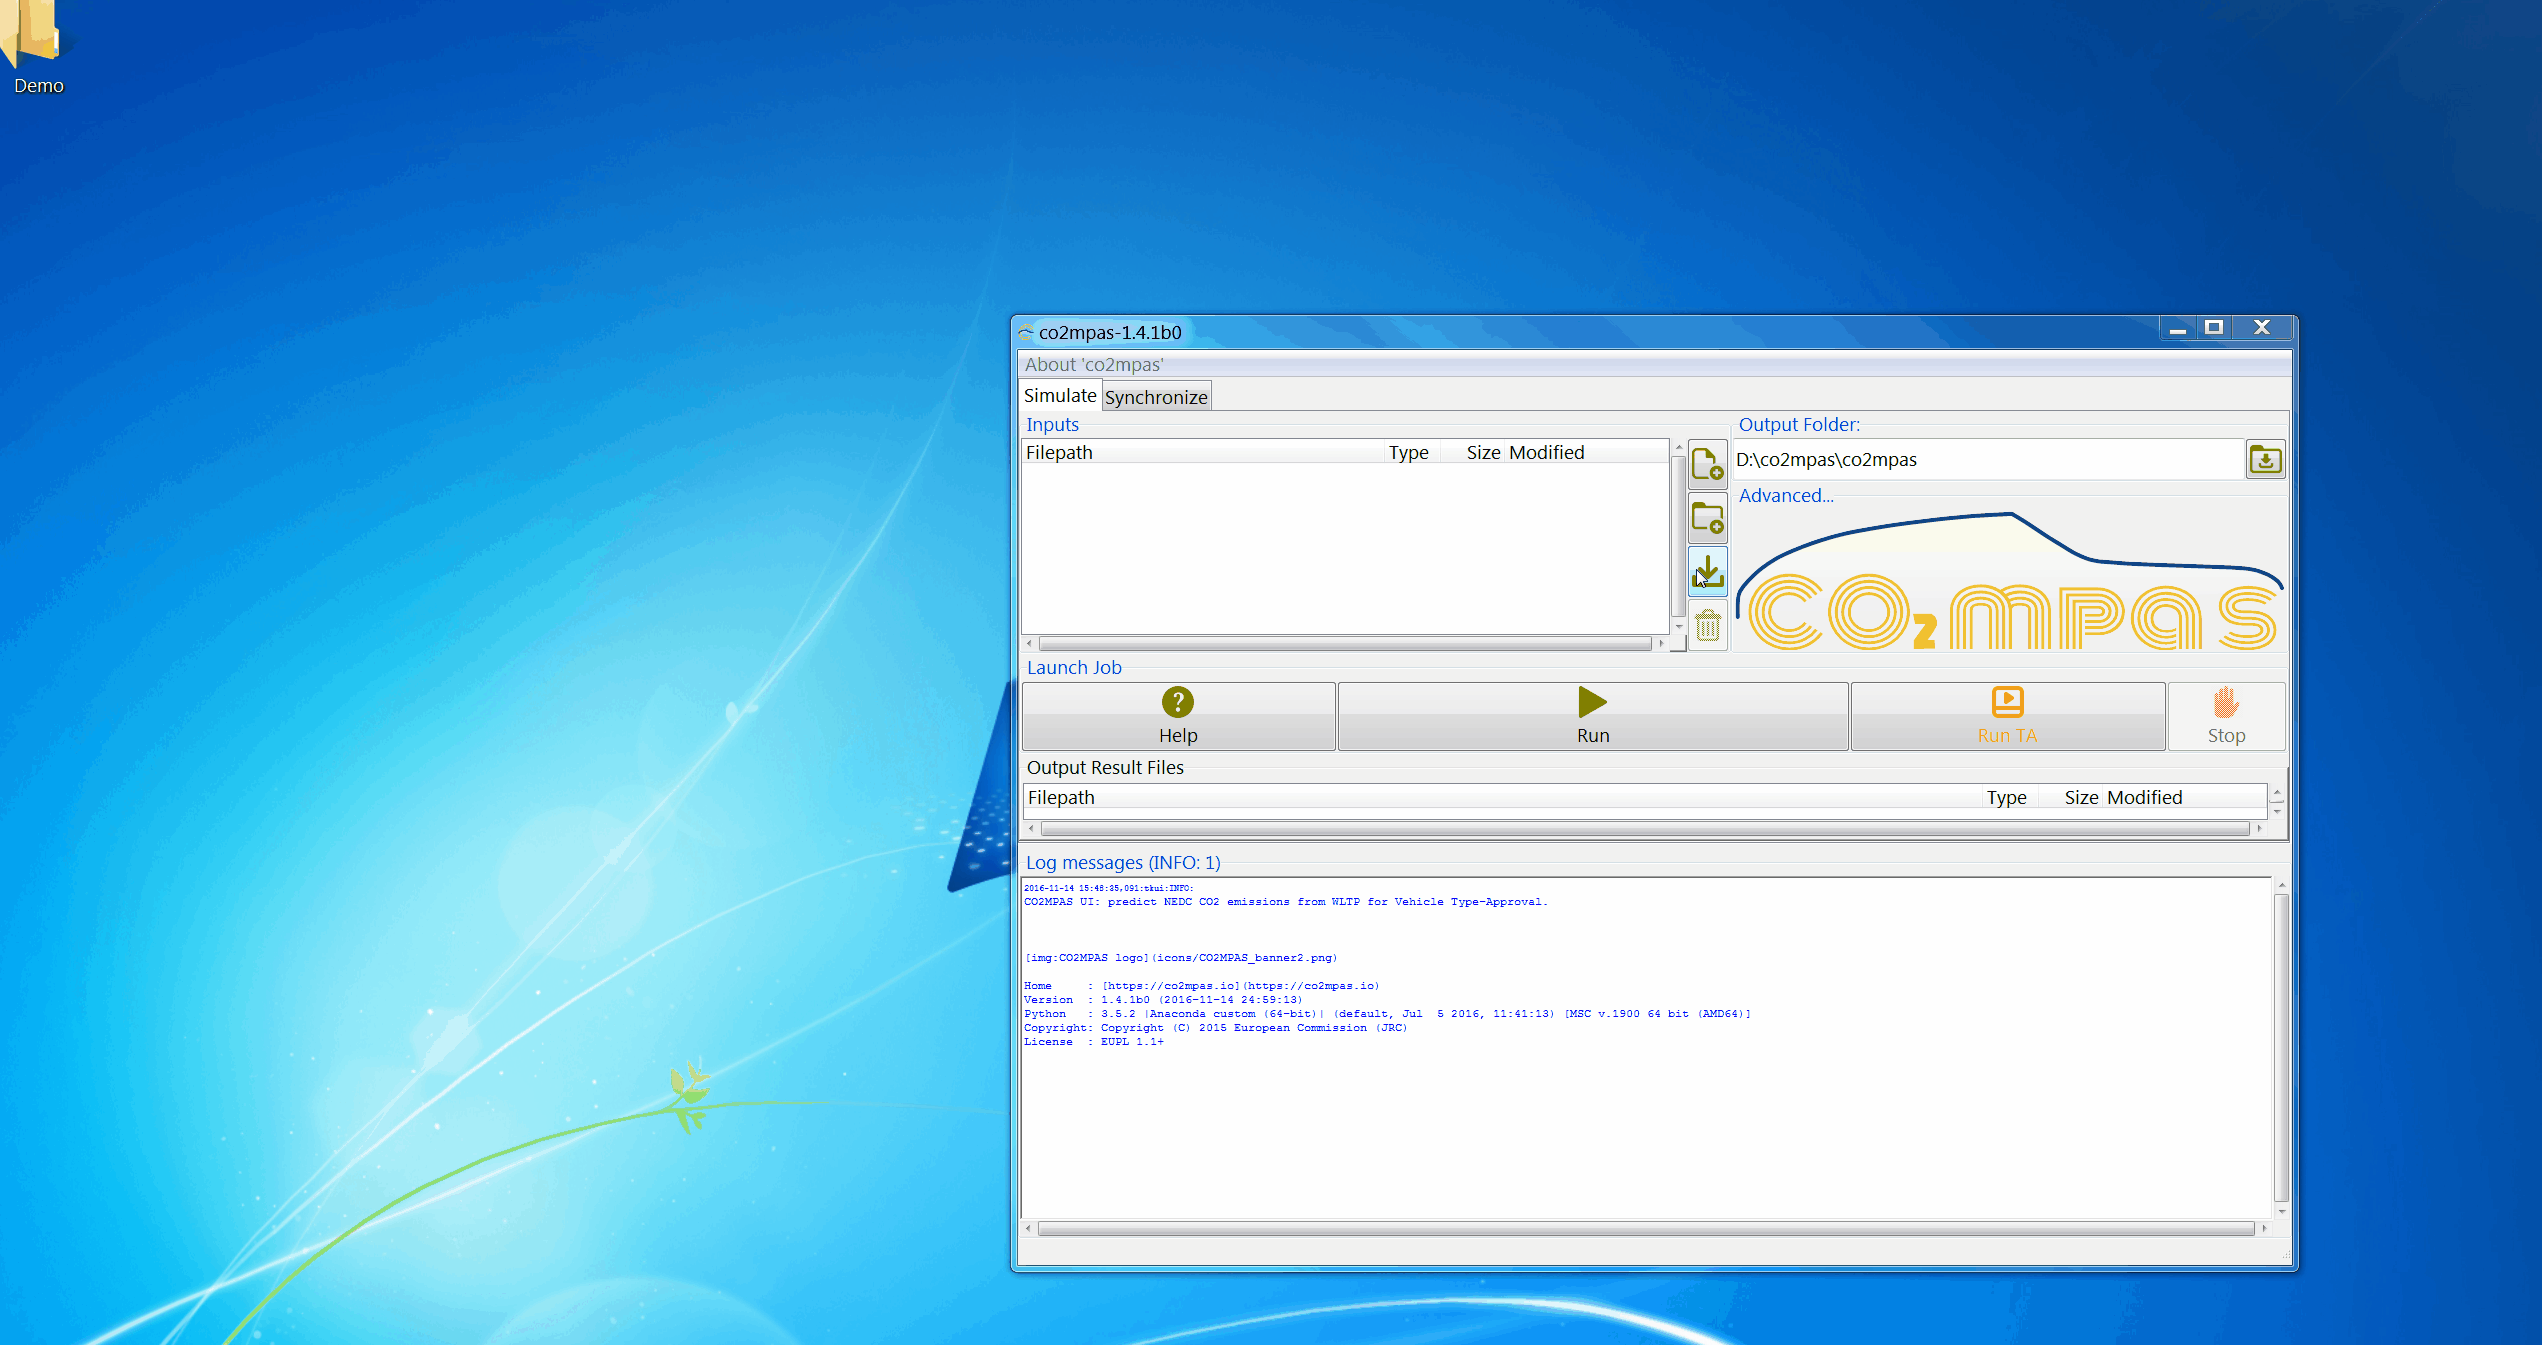 Demo
co2mpas-1.4.1b0
About 'co2mpas'
Simulate Synchronize
Inputs
Filepath Type Size Modified
Output Folder:
D:\co2mpas\co2mpas
Advanced...
CO2MPAS
Launch Job
? Help
Run
Run TA
Stop
Output Result Files
Filepath Type Size Modified
Log messages (INFO: 1)
2016-11-14 15:48:35,091:tkui:INFO:
CO2MPAS UI: predict NEDC CO2 emissions from WLTP for Vehicle Type-Approval.
[img:CO2MPAS logo](icons/CO2MPAS_banner2.png)
Home : [https://co2mpas.io](https://co2mpas.io)
Version : 1.4.1b0 (2016-11-14 24:59:13)
Python : 3.5.2 |Anaconda custom (64-bit)| (default, Jul 5 2016, 11:41:13) [MSC v.1900 64 bit (AMD64)]
Copyright: Copyright (C) 2015 European Commission (JRC)
License : EUPL 1.1+